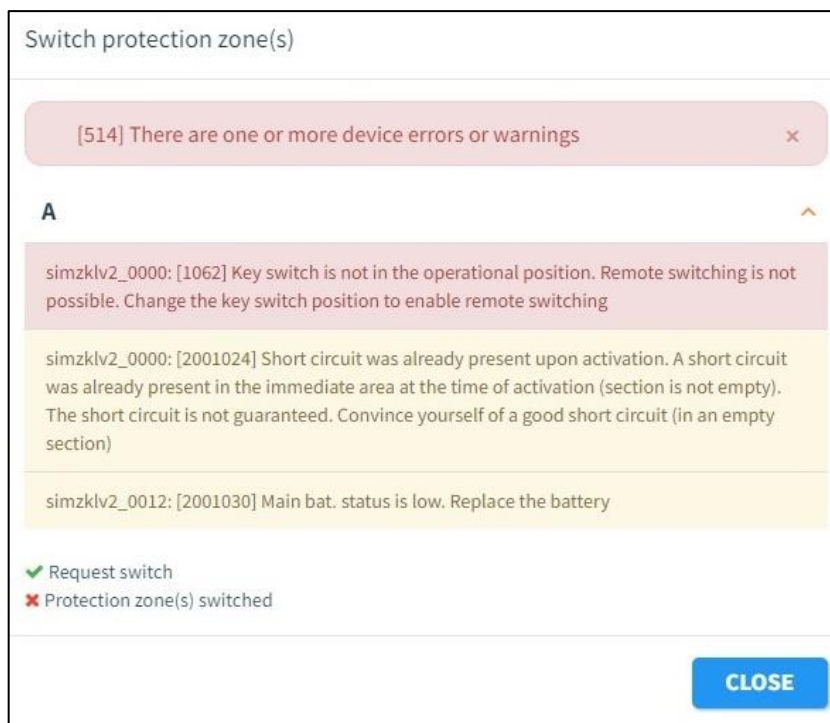 Switch protection zone(s)
[514] There are one or more device errors or warnings ×
A
simzklv2_0000: [1062] Key switch is not in the operational position. Remote switching is not
possible. Change the key switch position to enable remote switching
simzklv2_0000: [2001024] Short circuit was already present upon activation. A short circuit
was already present in the immediate area at the time of activation (section is not empty).
The short circuit is not guaranteed. Convince yourself of a good short circuit (in an empty
section)
simzklv2_0012: [2001030] Main bat. status is low. Replace the battery
Request switch
Protection zone(s) switched
CLOSE